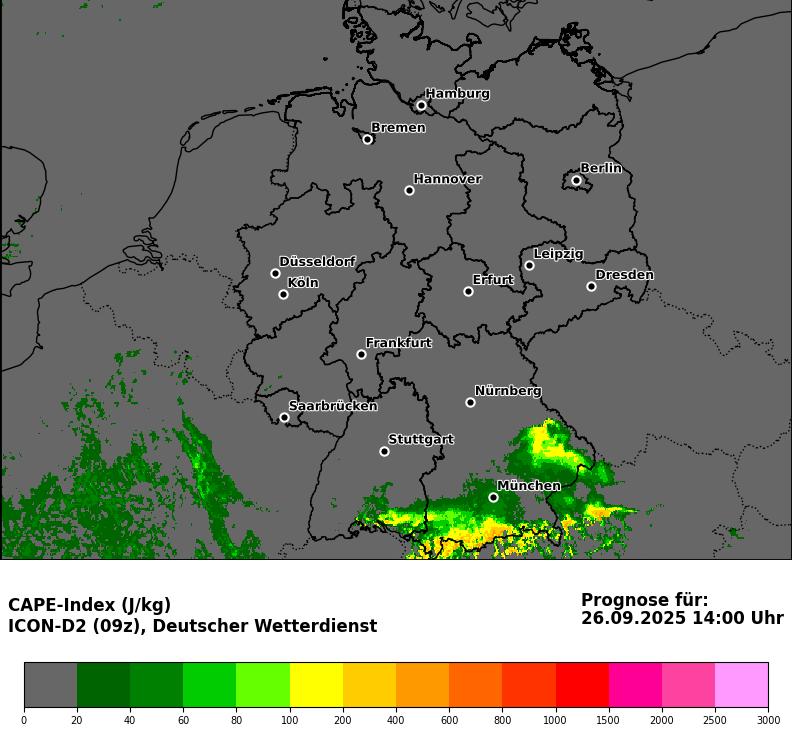 Hamburg
Bremen
Berlin
Hannover
Leipzig
Düsseldorf
Dresden
Köln
Erfurt
Frankfurt
Nürnberg
Saarbrücken
Stuttgart
München
CAPE-Index (J/kg)
ICON-D2 (09z), Deutscher Wetterdienst
Prognose für:
26.09.2025 14:00 Uhr
0 20 40 60 80 100 200 400 600 800 1000 1500 2000 2500 3000